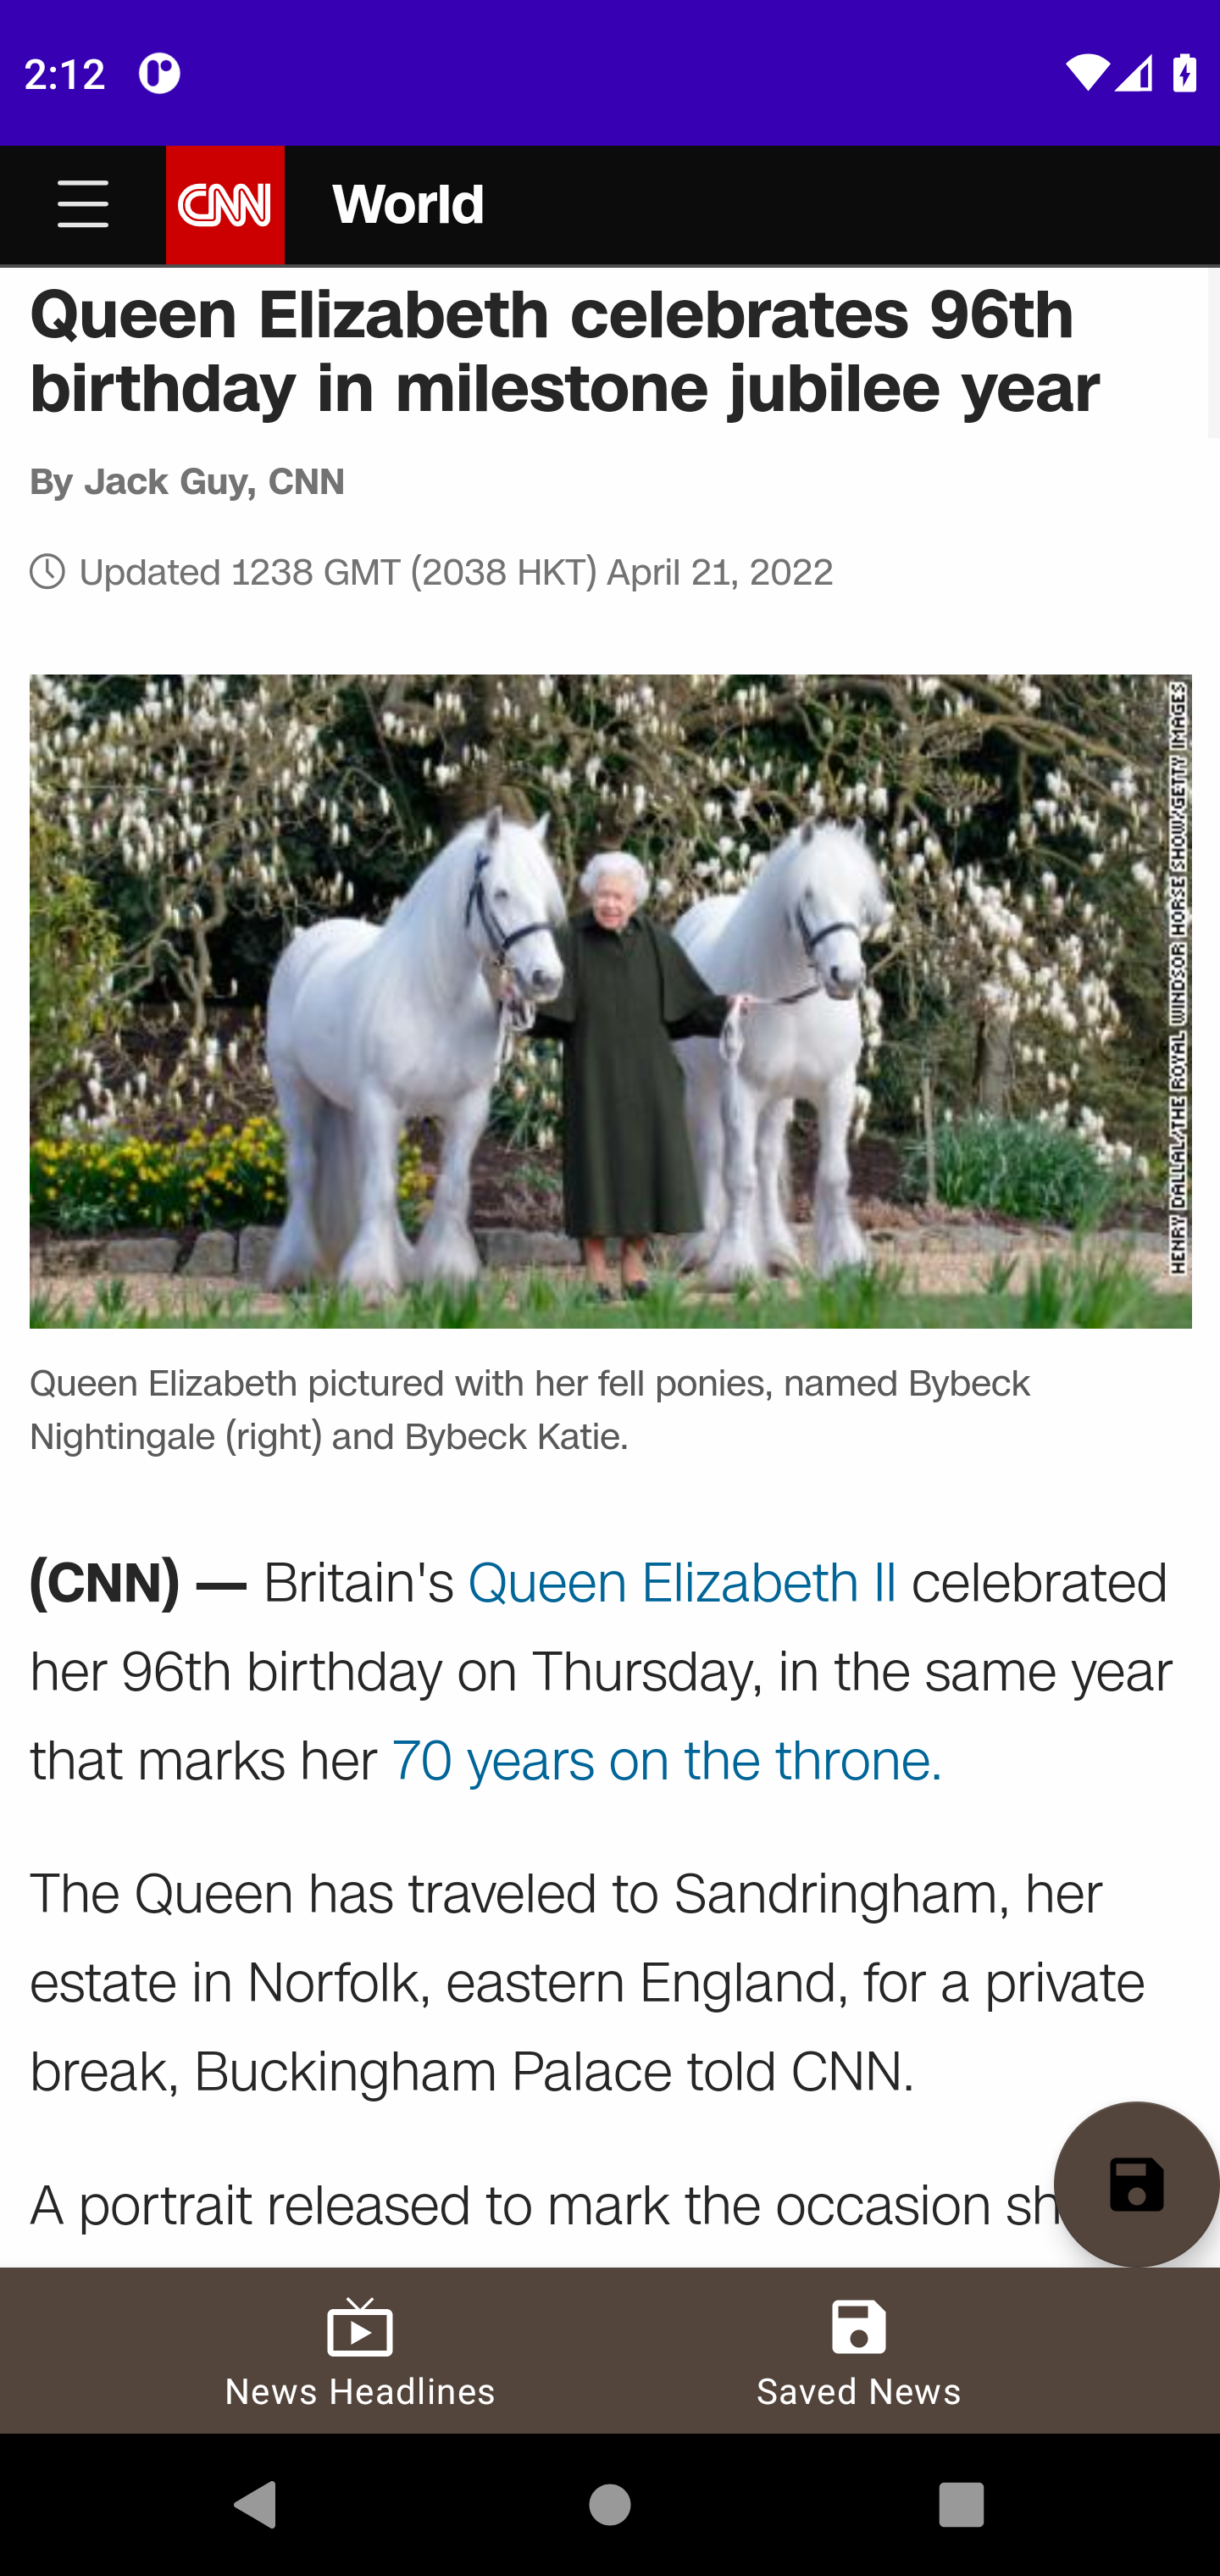 2:12
CNN World
Queen Elizabeth celebrates 96th
birthday in milestone jubilee year
By Jack Guy, CNN
Updated 1238 GMT (2038 HKT) April 21, 2022
HENRY DALLAL/THE ROYAL WINDSOR HORSE SHOW/GETTY IMAGES
Queen Elizabeth pictured with her fell ponies, named Bybeck
Nightingale (right) and Bybeck Katie.
(CNN) — Britain's Queen Elizabeth II celebrated
her 96th birthday on Thursday, in the same year
that marks her 70 years on the throne.
The Queen has traveled to Sandringham, her
estate in Norfolk, eastern England, for a private
break, Buckingham Palace told CNN.
A portrait released to mark the occasion sh
News Headlines
Saved News